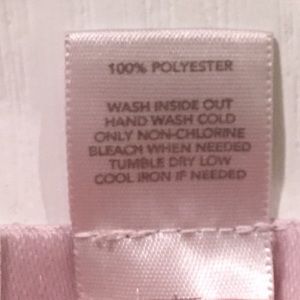 100% POLYESTER
WASH INSIDE OUT
HAND WASH COLD
ONLY NON-CHLORINE
BLEACH WHEN NEEDED
TUMBLE DRY LOW
COOL IRON IF NEEDED